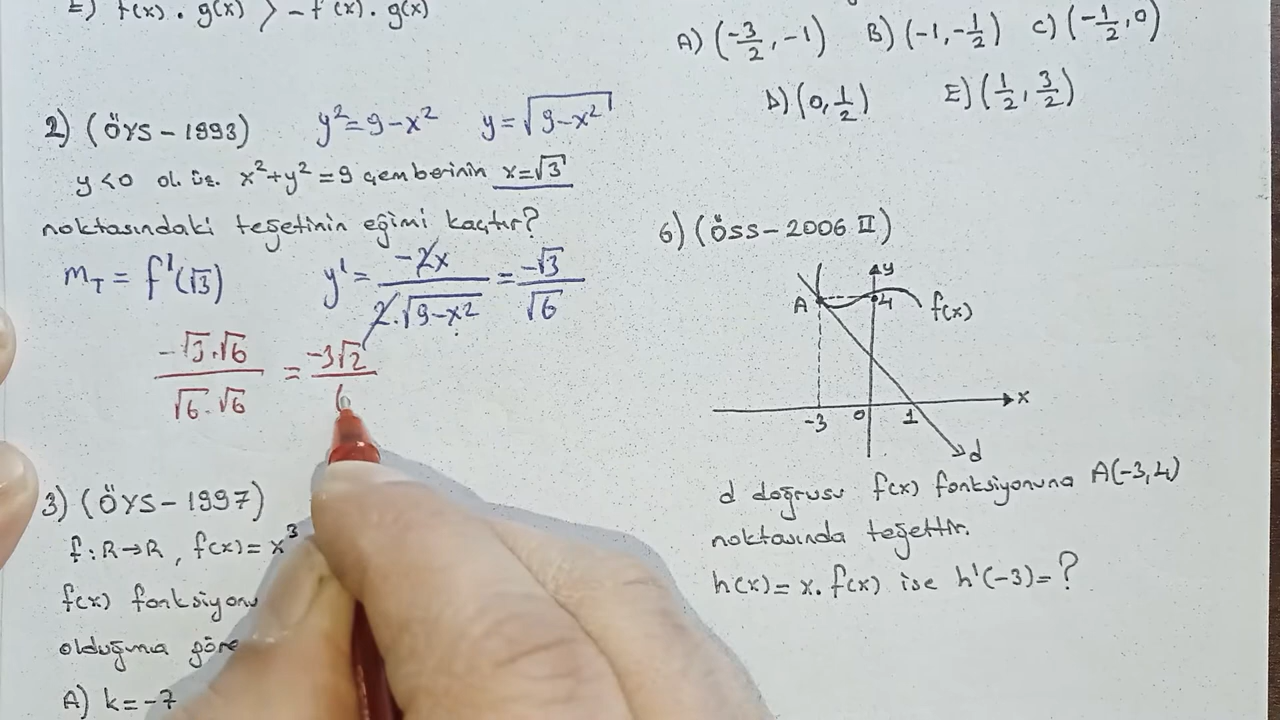 E) f(x) . g(x) > - f'(x) . g(x)
2) (ÖYS-1993) y²=9-x² y=√(9-x²)
y<0 ol. üz. x²+y²=9 çemberinin x=√3
noktasındaki teğetinin eğimi kaçtır?
m_T = f'(√3) y' = -2x / 2.√(9-x²) = -√3 / √6
-√3.√6 / √6.√6 = -3√2 / 6
3) (ÖYS-1997)
f:R→R, f(x)=x³
f(x) fonksiyonu
olduğuna göre
A) k=-7
A) (-3/2, -1) B) (-1, -1/2) C) (-1/2, 0)
D) (0, 1/2) E) (1/2, 3/2)
6) (ÖSS-2006 II)
y
A 4 f(x)
-3 0 1 x
d
d doğrusu f(x) fonksiyonuna A(-3,4)
noktasında teğettir.
h(x)=x.f(x) ise h'(-3)=?